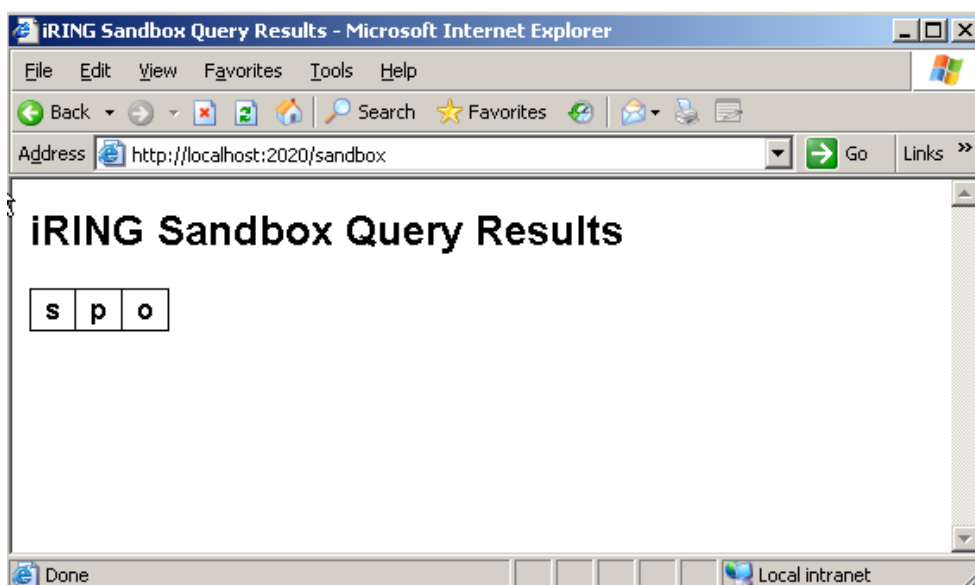 iRING Sandbox Query Results - Microsoft Internet Explorer
File Edit View Favorites Tools Help
Back Search Favorites
Address http://localhost:2020/sandbox Go Links »
iRING Sandbox Query Results
s p o
Done Local intranet